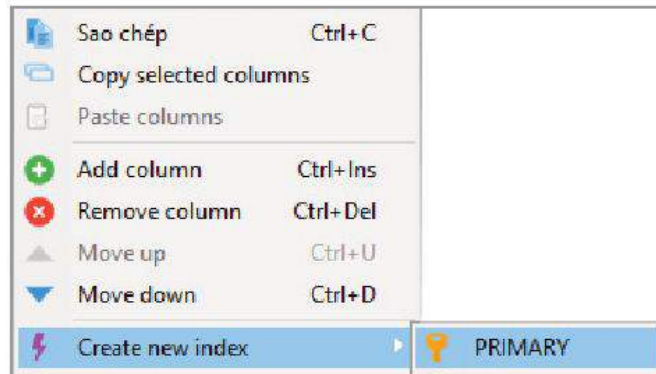 Sao chép Ctrl+C
Copy selected columns
Paste columns
Add column Ctrl+Ins
Remove column Ctrl+Del
Move up Ctrl+U
Move down Ctrl+D
Create new index PRIMARY